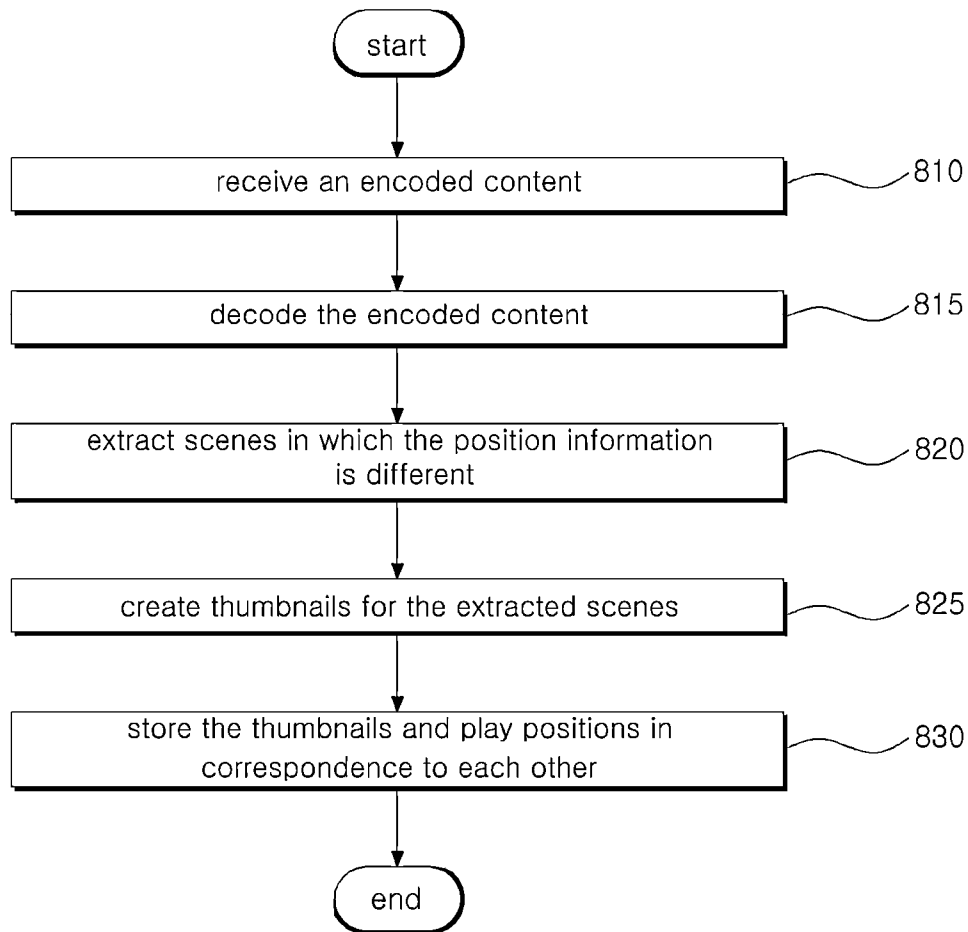 start
receive an encoded content
810
decode the encoded content
815
extract scenes in which the position information
is different
820
create thumbnails for the extracted scenes
825
store the thumbnails and play positions in
correspondence to each other
830
end